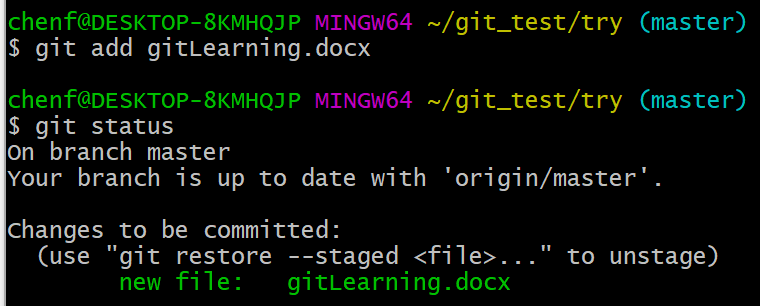 chenf@DESKTOP-8KMHQJP MINGW64 ~/git_test/try (master)
$ git add gitLearning.docx
chenf@DESKTOP-8KMHQJP MINGW64 ~/git_test/try (master)
$ git status
On branch master
Your branch is up to date with 'origin/master'.
Changes to be committed:
(use "git restore --staged <file>..." to unstage)
new file:   gitLearning.docx